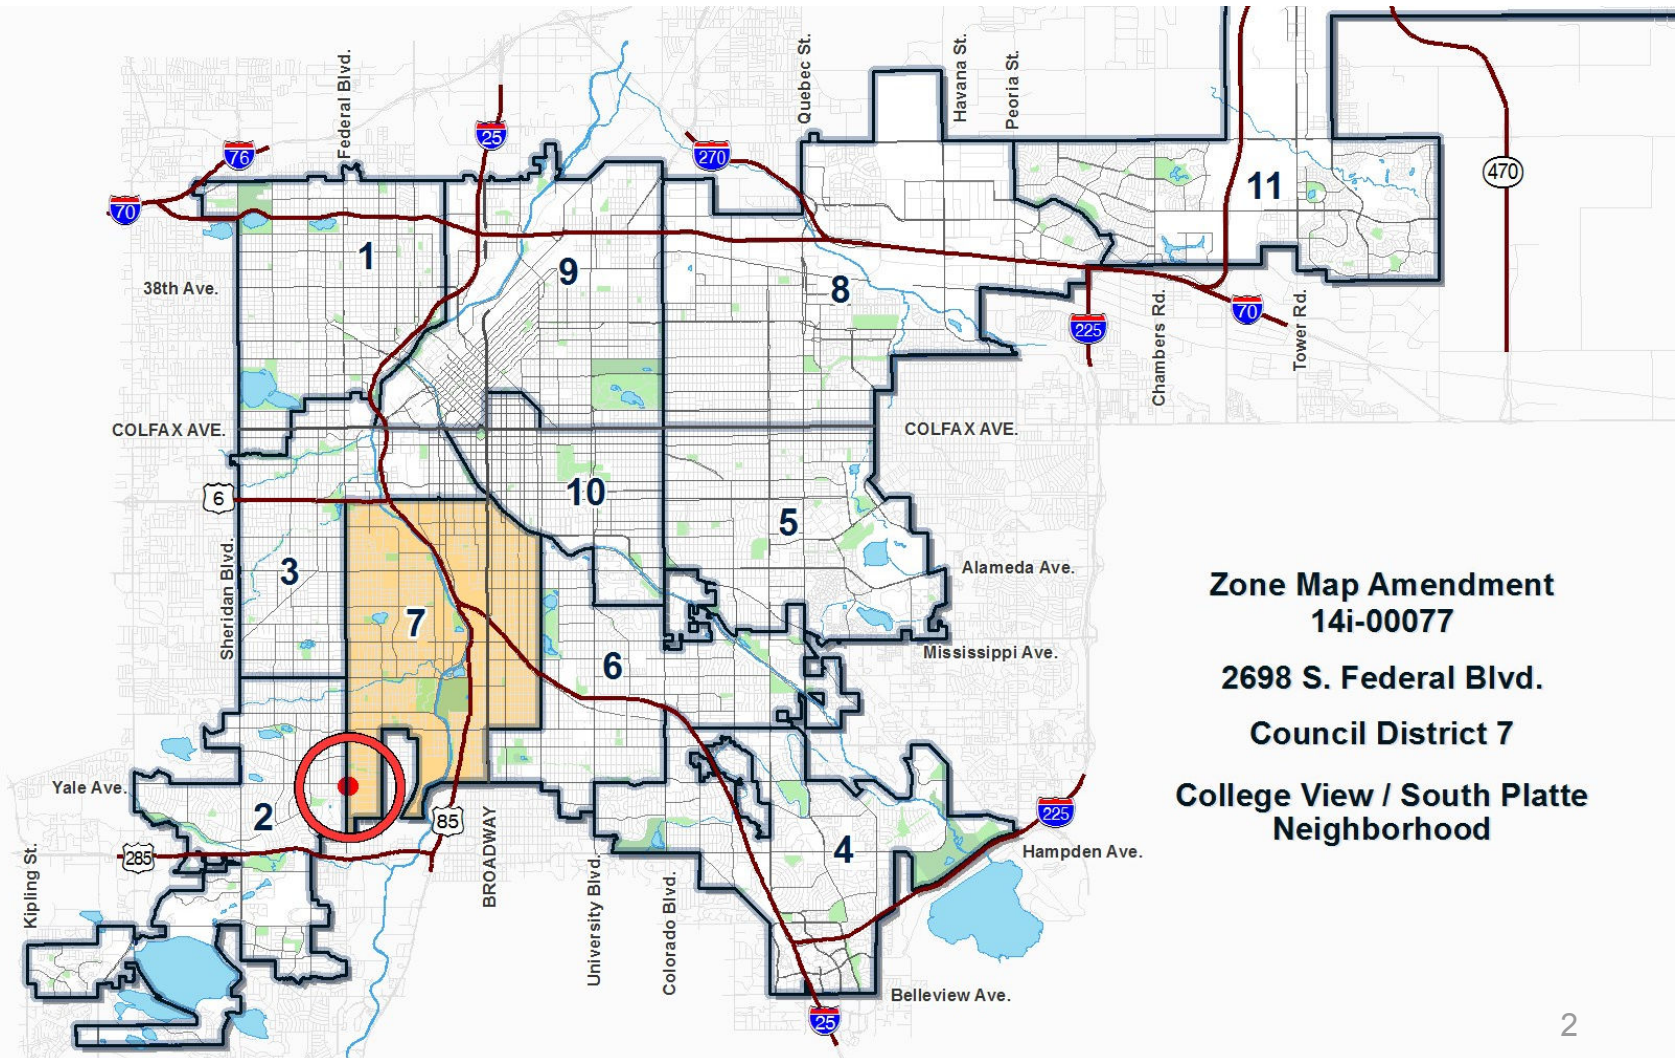 Federal Blvd.
Quebec St.
Havana St.
Peoria St.
25
76
270
470
70
11
1
9
8
38th Ave.
Chambers Rd.
Tower Rd.
70
225
COLFAX AVE.
COLFAX AVE.
6
10
5
Sheridan Blvd.
3
Alameda Ave.
7
Mississippi Ave.
6
Zone Map Amendment
14i-00077
2698 S. Federal Blvd.
Council District 7
College View / South Platte
Neighborhood
Yale Ave.
2
85
225
285
4
Hampden Ave.
Kipling St.
BROADWAY
University Blvd.
Colorado Blvd.
Belleview Ave.
25
2